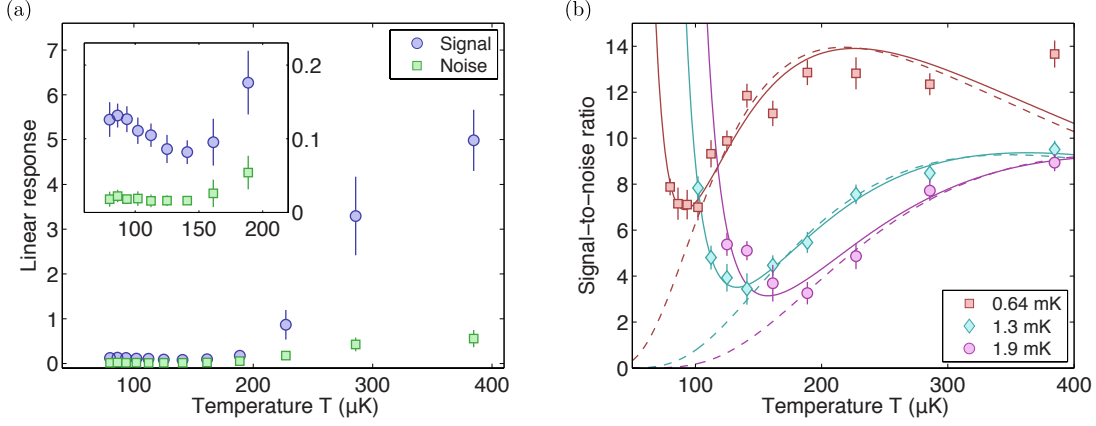 (a)
Linear response
7
6
5
4
3
2
1
0
Signal
Noise
0.2
0.1
0
100 150 200
100 200 300 400
Temperature T (µK)
(b)
Signal−to−noise ratio
14
12
10
8
6
4
2
0
0.64 mK
1.3 mK
1.9 mK
100 200 300 400
Temperature T (µK)